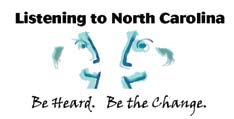 Listening to North Carolina
Be Heard. Be the Change.